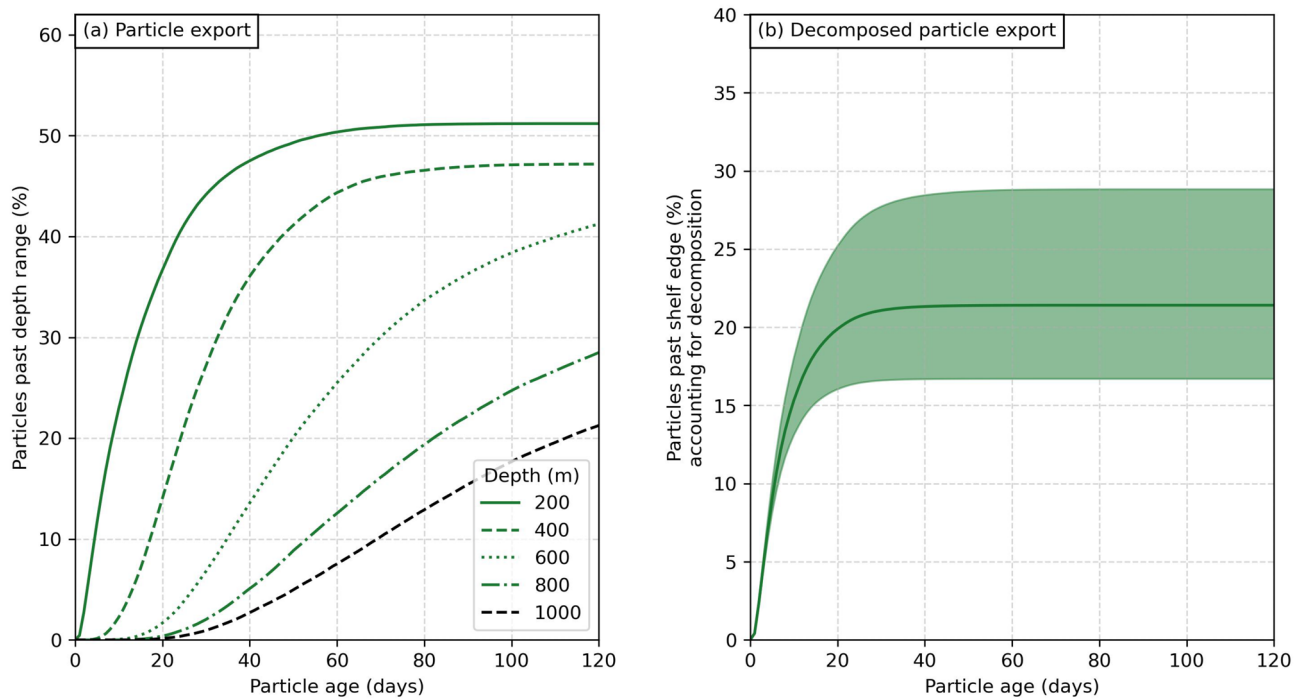 (a) Particle export
Particles past depth range (%)
60
50
40
30
20
10
0
0 20 40 60 80 100 120
Particle age (days)
Depth (m)
200
400
600
800
1000
(b) Decomposed particle export
Particles past shelf edge (%)
accounting for decomposition
40
35
30
25
20
15
10
5
0
0 20 40 60 80 100 120
Particle age (days)